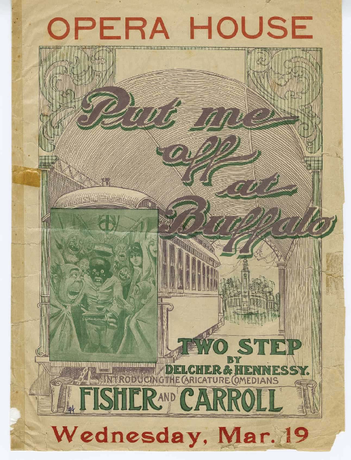 OPERA HOUSE
Put me
off
at
Buffalo
TWO STEP
BY
DELCHER & HENNESSY.
INTRODUCING THE CARICATURE COMEDIANS
FISHER AND CARROLL
Wednesday, Mar. 19